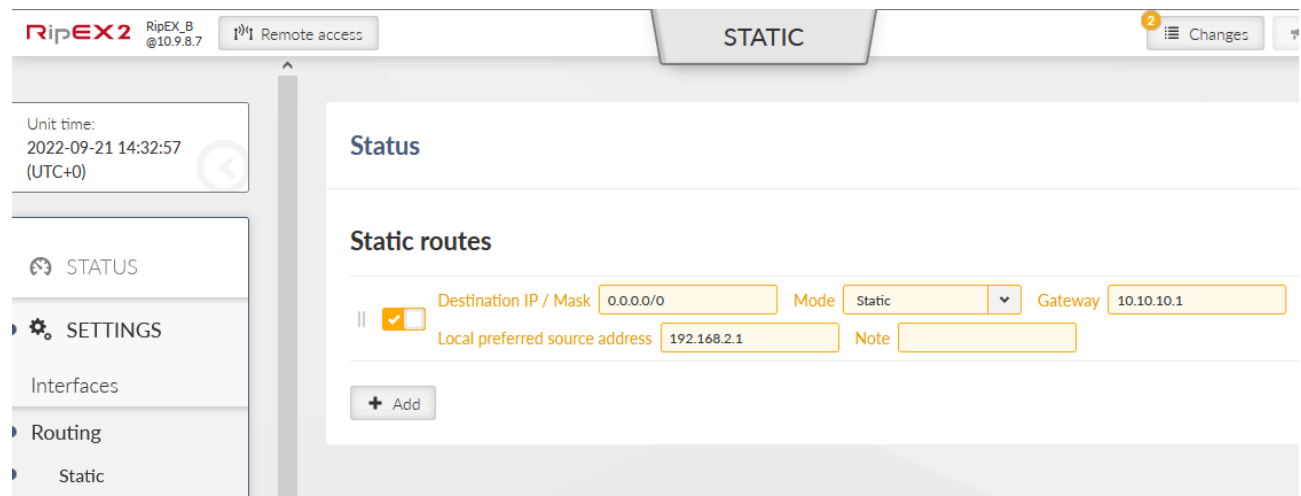 RipEX2 RipEX_B @10.9.8.7 Remote access STATIC 2 Changes
Unit time:
2022-09-21 14:32:57
(UTC+0)
Status
Static routes
STATUS
Destination IP / Mask 0.0.0.0/0 Mode Static Gateway 10.10.10.1
SETTINGS
Local preferred source address 192.168.2.1 Note
Interfaces
Add
Routing
Static